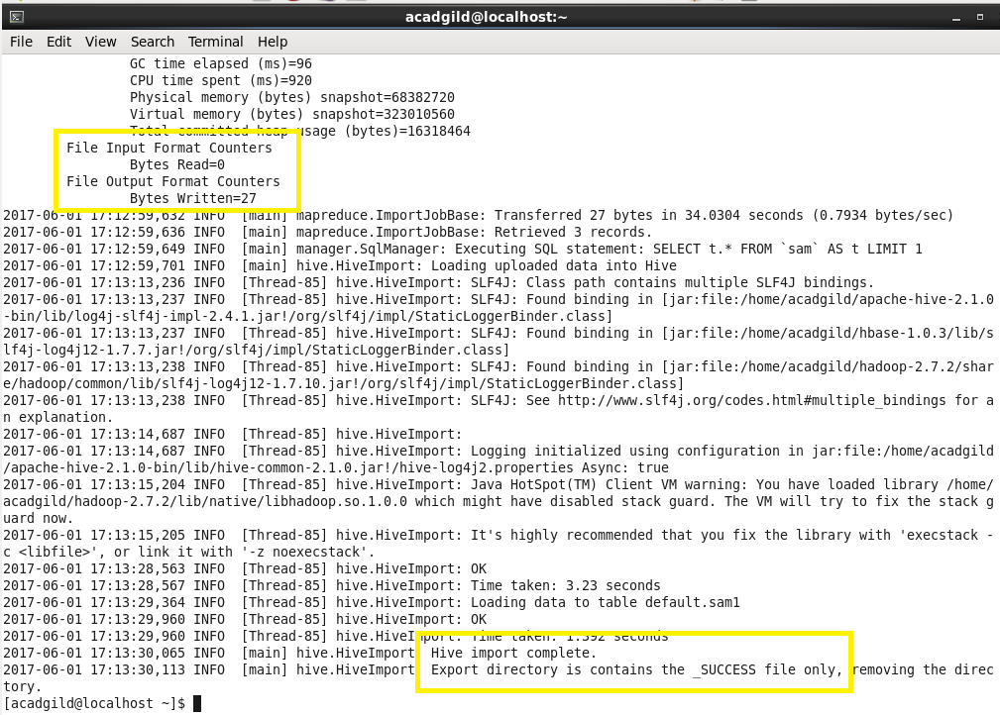 acadgild@localhost:~
File Edit View Search Terminal Help
GC time elapsed (ms)=96
CPU time spent (ms)=920
Physical memory (bytes) snapshot=68382720
Virtual memory (bytes) snapshot=323010560
Total committed heap usage (bytes)=16318464
File Input Format Counters
Bytes Read=0
File Output Format Counters
Bytes Written=27
2017-06-01 17:12:59,632 INFO  [main] mapreduce.ImportJobBase: Transferred 27 bytes in 34.0304 seconds (0.7934 bytes/sec)
2017-06-01 17:12:59,636 INFO  [main] mapreduce.ImportJobBase: Retrieved 3 records.
2017-06-01 17:12:59,649 INFO  [main] manager.SqlManager: Executing SQL statement: SELECT t.* FROM `sam` AS t LIMIT 1
2017-06-01 17:12:59,701 INFO  [main] hive.HiveImport: Loading uploaded data into Hive
2017-06-01 17:13:13,236 INFO  [Thread-85] hive.HiveImport: SLF4J: Class path contains multiple SLF4J bindings.
2017-06-01 17:13:13,237 INFO  [Thread-85] hive.HiveImport: SLF4J: Found binding in [jar:file:/home/acadgild/apache-hive-2.1.0
-bin/lib/log4j-slf4j-impl-2.4.1.jar!/org/slf4j/impl/StaticLoggerBinder.class]
2017-06-01 17:13:13,237 INFO  [Thread-85] hive.HiveImport: SLF4J: Found binding in [jar:file:/home/acadgild/hbase-1.0.3/lib/s
lf4j-log4j12-1.7.7.jar!/org/slf4j/impl/StaticLoggerBinder.class]
2017-06-01 17:13:13,238 INFO  [Thread-85] hive.HiveImport: SLF4J: Found binding in [jar:file:/home/acadgild/hadoop-2.7.2/shar
e/hadoop/common/lib/slf4j-log4j12-1.7.10.jar!/org/slf4j/impl/StaticLoggerBinder.class]
2017-06-01 17:13:13,238 INFO  [Thread-85] hive.HiveImport: SLF4J: See http://www.slf4j.org/codes.html#multiple_bindings for a
n explanation.
2017-06-01 17:13:14,687 INFO  [Thread-85] hive.HiveImport:
2017-06-01 17:13:14,687 INFO  [Thread-85] hive.HiveImport: Logging initialized using configuration in jar:file:/home/acadgild
/apache-hive-2.1.0-bin/lib/hive-common-2.1.0.jar!/hive-log4j2.properties Async: true
2017-06-01 17:13:15,204 INFO  [Thread-85] hive.HiveImport: Java HotSpot(TM) Client VM warning: You have loaded library /home/
acadgild/hadoop-2.7.2/lib/native/libhadoop.so.1.0.0 which might have disabled stack guard. The VM will try to fix the stack g
uard now.
2017-06-01 17:13:15,205 INFO  [Thread-85] hive.HiveImport: It's highly recommended that you fix the library with 'execstack -
c <libfile>', or link it with '-z noexecstack'.
2017-06-01 17:13:28,563 INFO  [Thread-85] hive.HiveImport: OK
2017-06-01 17:13:28,567 INFO  [Thread-85] hive.HiveImport: Time taken: 3.23 seconds
2017-06-01 17:13:29,364 INFO  [Thread-85] hive.HiveImport: Loading data to table default.sam1
2017-06-01 17:13:29,960 INFO  [Thread-85] hive.HiveImport: OK
2017-06-01 17:13:29,960 INFO  [Thread-85] hive.HiveImport: Time taken: 1.392 seconds
2017-06-01 17:13:30,065 INFO  [main] hive.HiveImport Hive import complete.
2017-06-01 17:13:30,113 INFO  [main] hive.HiveImport Export directory is contains the _SUCCESS file only, removing the direc
tory.
[acadgild@localhost ~]$